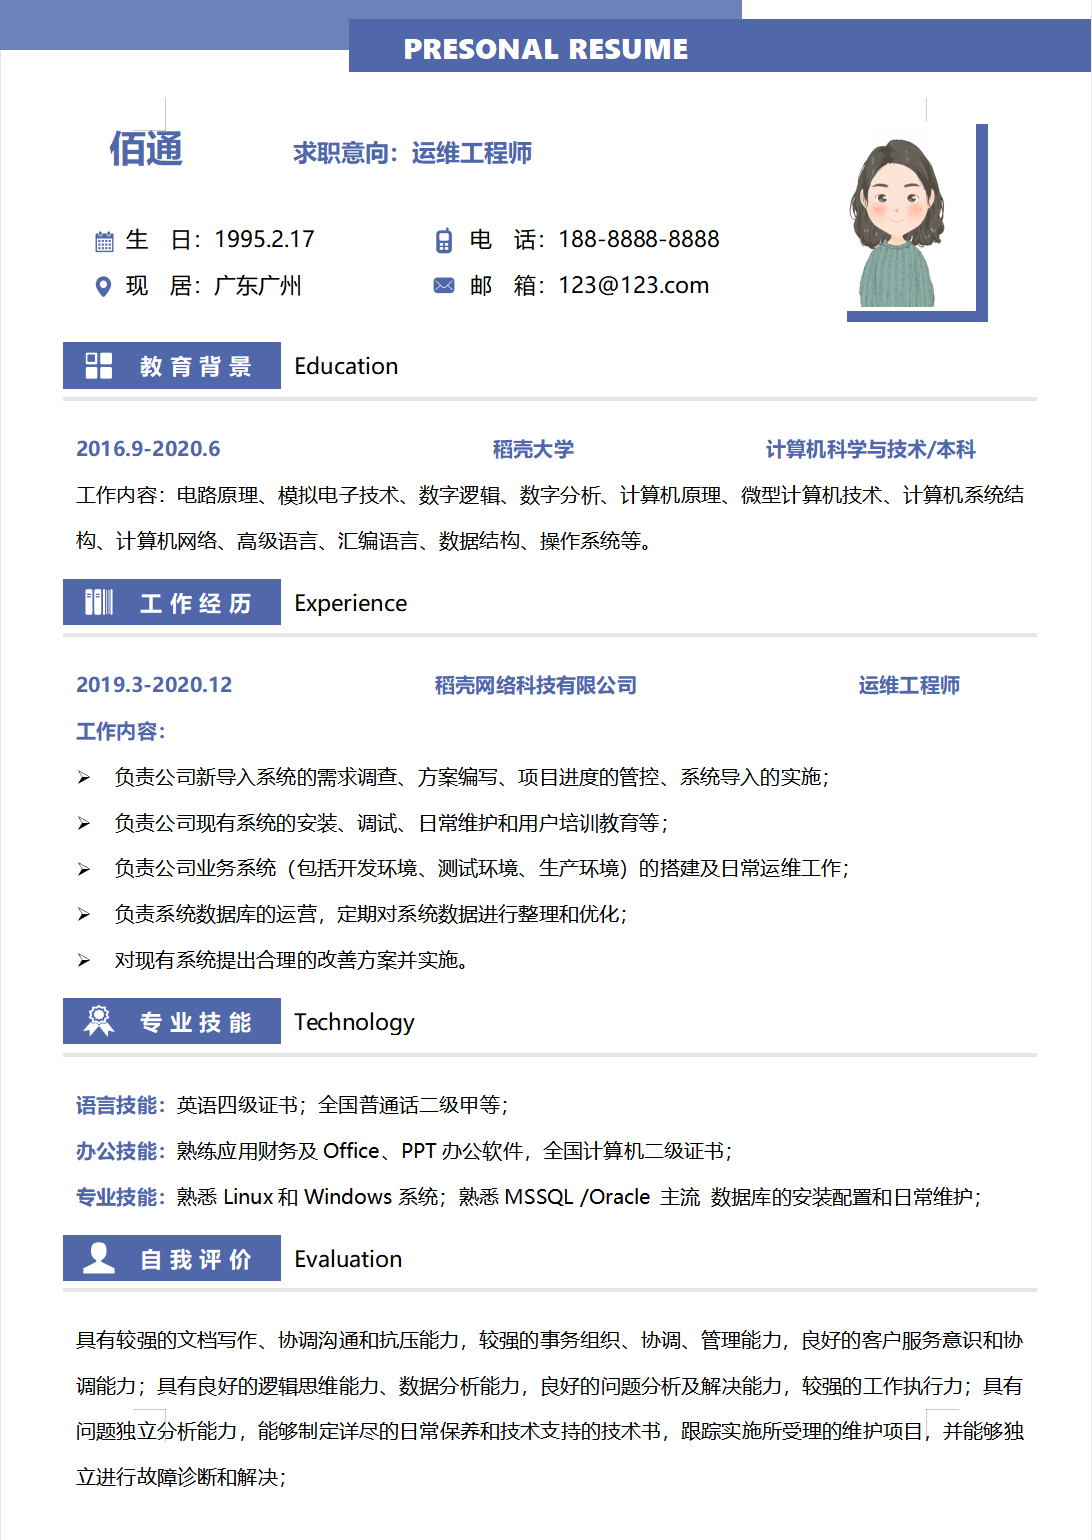 PRESONAL RESUME
佰通
求职意向：运维工程师
生 日：1995.2.17
电 话：188-8888-8888
现 居：广东广州
邮 箱：123@123.com
教育背景 Education
2016.9-2020.6 稻壳大学 计算机科学与技术/本科
工作内容：电路原理、模拟电子技术、数字逻辑、数字分析、计算机原理、微型计算机技术、计算机系统结
构、计算机网络、高级语言、汇编语言、数据结构、操作系统等。
工作经历 Experience
2019.3-2020.12 稻壳网络科技有限公司 运维工程师
工作内容：
➢ 负责公司新导入系统的需求调查、方案编写、项目进度的管控、系统导入的实施；
➢ 负责公司现有系统的安装、调试、日常维护和用户培训教育等；
➢ 负责公司业务系统（包括开发环境、测试环境、生产环境）的搭建及日常运维工作；
➢ 负责系统数据库的运营，定期对系统数据进行整理和优化；
➢ 对现有系统提出合理的改善方案并实施。
专业技能 Technology
语言技能：英语四级证书；全国普通话二级甲等；
办公技能：熟练应用财务及 Office、PPT 办公软件，全国计算机二级证书；
专业技能：熟悉 Linux 和 Windows 系统；熟悉 MSSQL /Oracle 主流 数据库的安装配置和日常维护；
自我评价 Evaluation
具有较强的文档写作、协调沟通和抗压能力，较强的事务组织、协调、管理能力，良好的客户服务意识和协
调能力；具有良好的逻辑思维能力、数据分析能力，良好的问题分析及解决能力，较强的工作执行力；具有
问题独立分析能力，能够制定详尽的日常保养和技术支持的技术书，跟踪实施所受理的维护项目，并能够独
立进行故障诊断和解决；